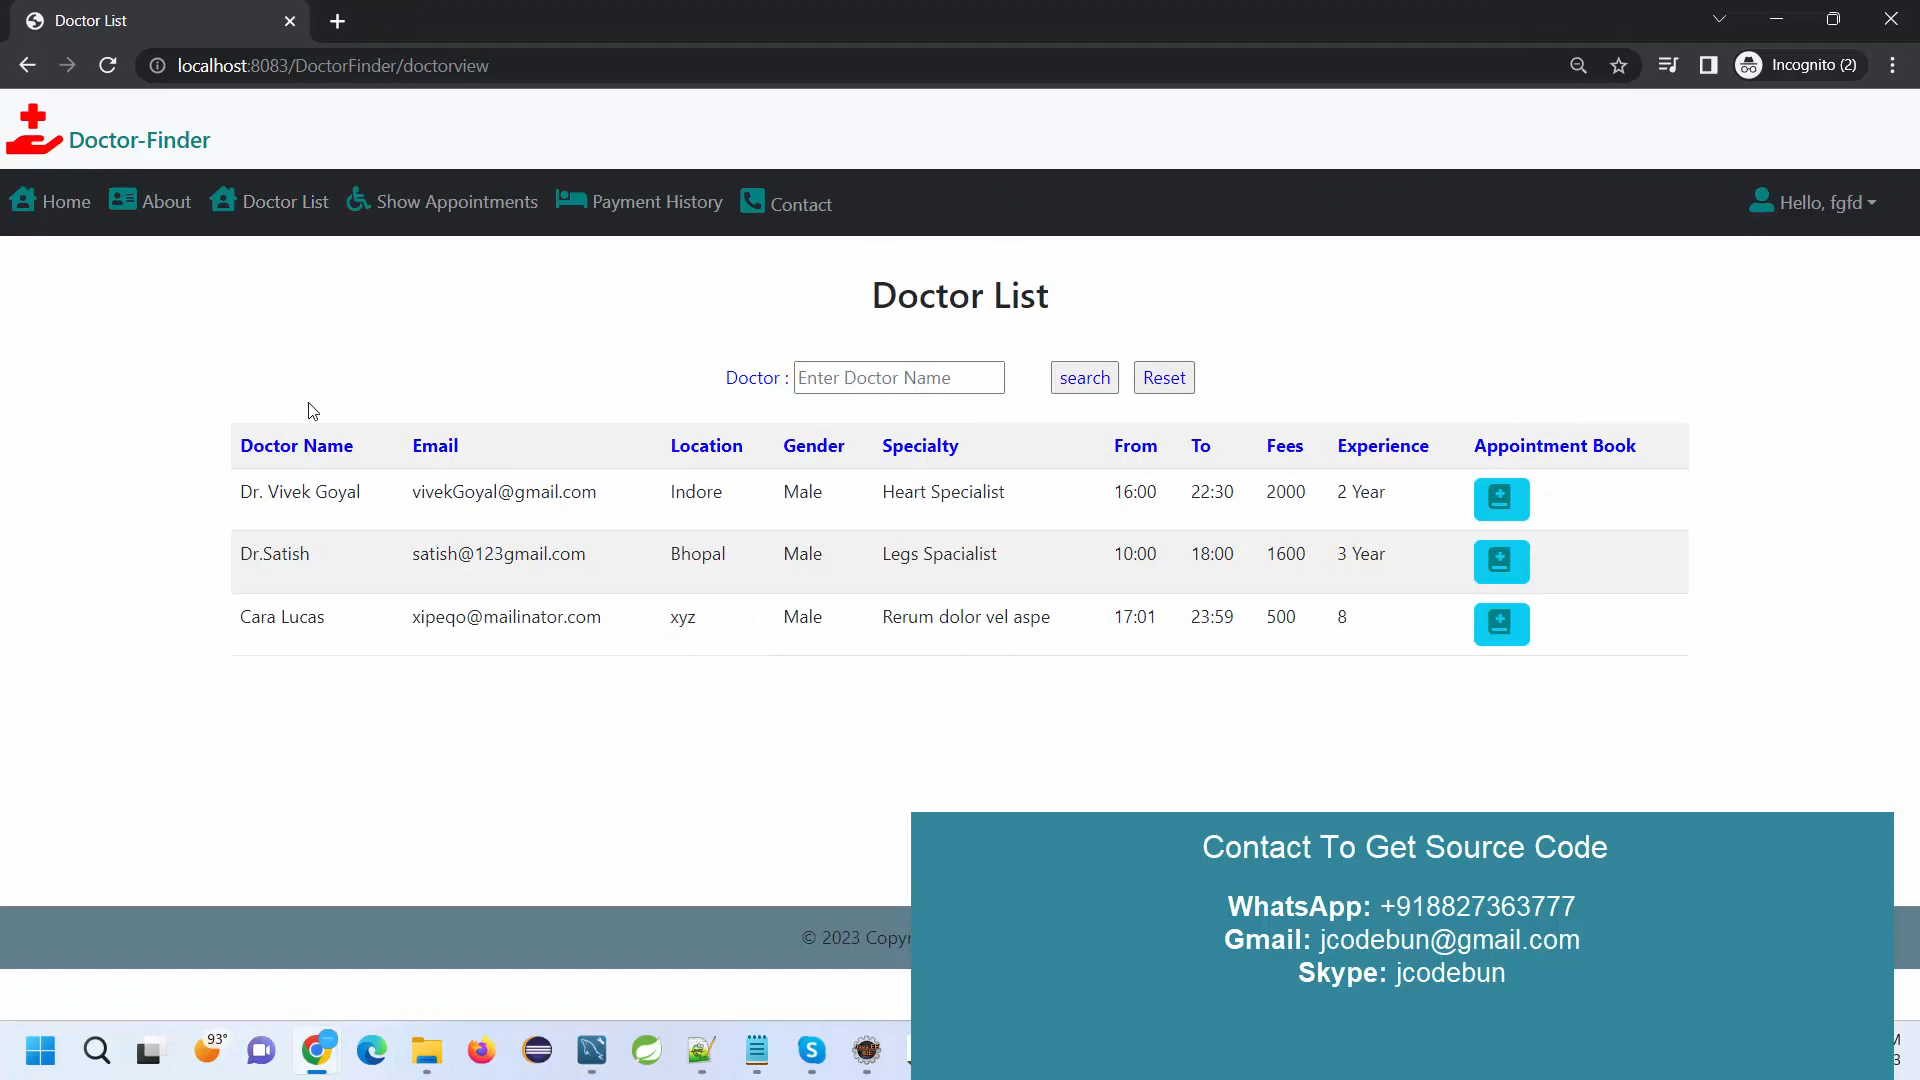 Doctor List
localhost:8083/DoctorFinder/doctorview
Incognito (2)
Doctor-Finder
Home About Doctor List Show Appointments Payment History Contact Hello, fgfd
Doctor List
Doctor : Enter Doctor Name search Reset
Doctor Name Email Location Gender Specialty From To Fees Experience Appointment Book
Dr. Vivek Goyal vivekGoyal@gmail.com Indore Male Heart Specialist 16:00 22:30 2000 2 Year
Dr.Satish satish@123gmail.com Bhopal Male Legs Spacialist 10:00 18:00 1600 3 Year
Cara Lucas xipeqo@mailinator.com xyz Male Rerum dolor vel aspe 17:01 23:59 500 8
Contact To Get Source Code
WhatsApp: +918827363777
Gmail: jcodebun@gmail.com
Skype: jcodebun
© 2023
93°